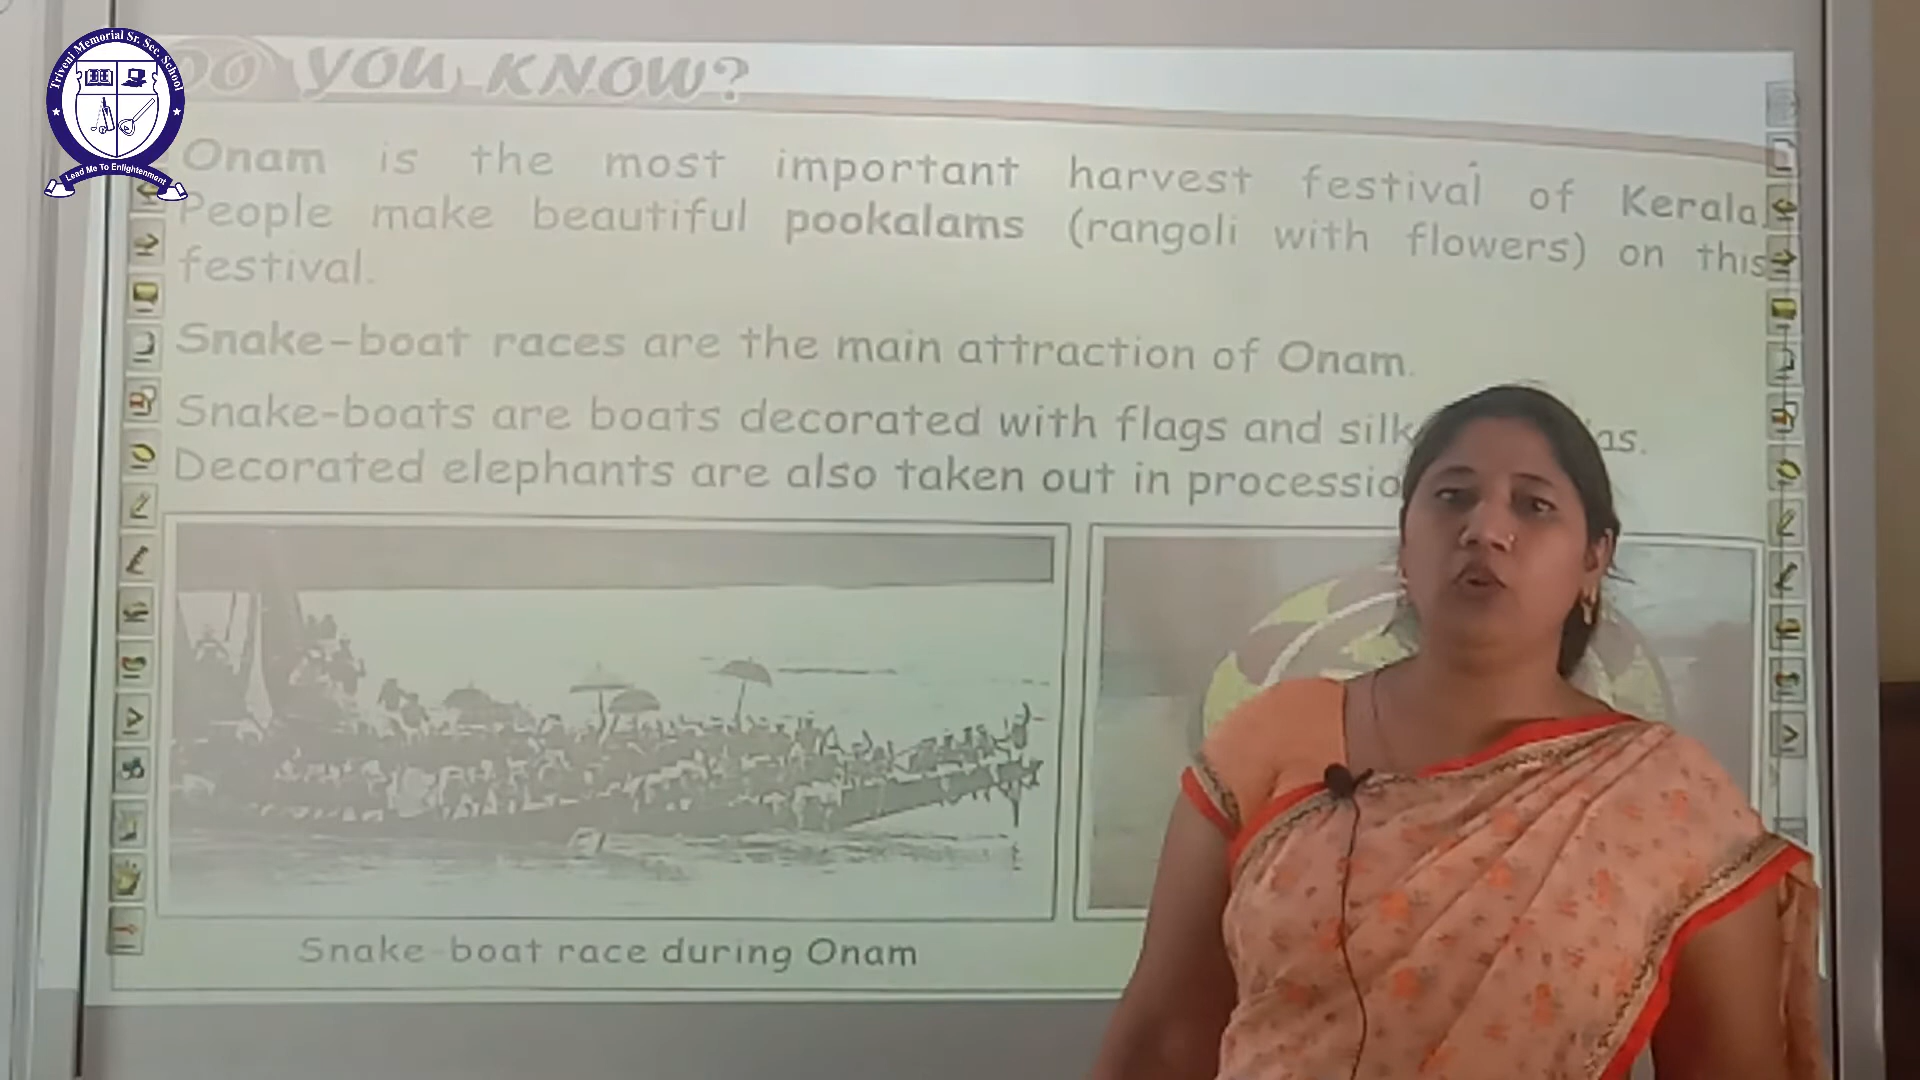 Triveni Memorial Sr. Sec. School
Lead Me To Enlightenment
DO YOU KNOW?
Onam is the most important harvest festival of Kerala.
People make beautiful pookalams (rangoli with flowers) on this
festival.
Snake-boat races are the main attraction of Onam.
Snake-boats are boats decorated with flags and silk
Decorated elephants are also taken out in
Snake-boat race during Onam